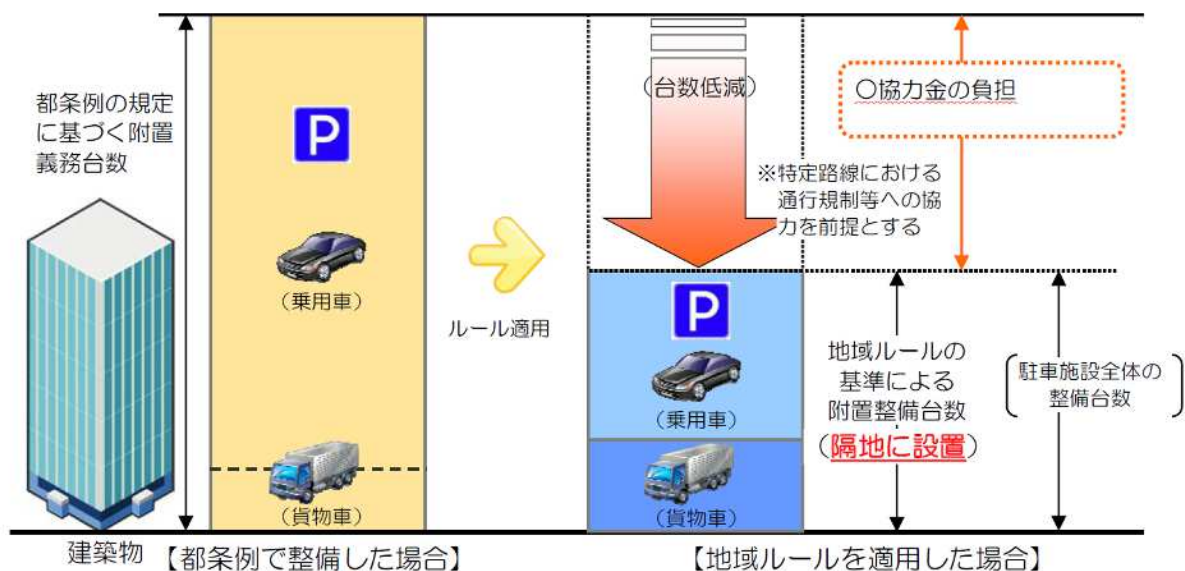 都条例の規定
に基づく附置
義務台数
P
(乗用車)
(貨物車)
建築物
【都条例で整備した場合】
ルール適用
(台数低減)
※特定路線における
通行規制等への協
力を前提とする
〇協力金の負担
P
(乗用車)
(貨物車)
地域ルールの
基準による
附置整備台数
(隔地に設置)
駐車施設全体の
整備台数
【地域ルールを適用した場合】